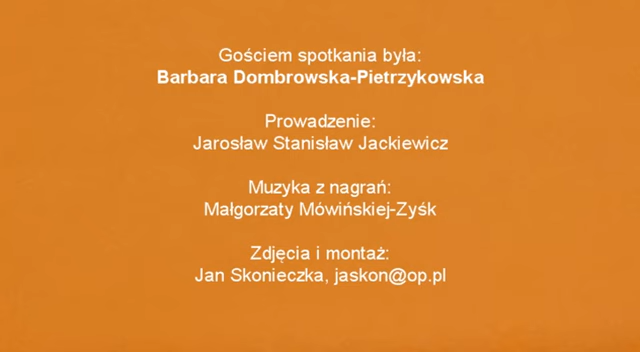 Gościem spotkania była:
Barbara Dombrowska-Pietrzykowska
Prowadzenie:
Jarosław Stanisław Jackiewicz
Muzyka z nagrań:
Małgorzaty Mówińskiej-Zyśk
Zdjęcia i montaż:
Jan Skonieczka, jaskon@op.pl